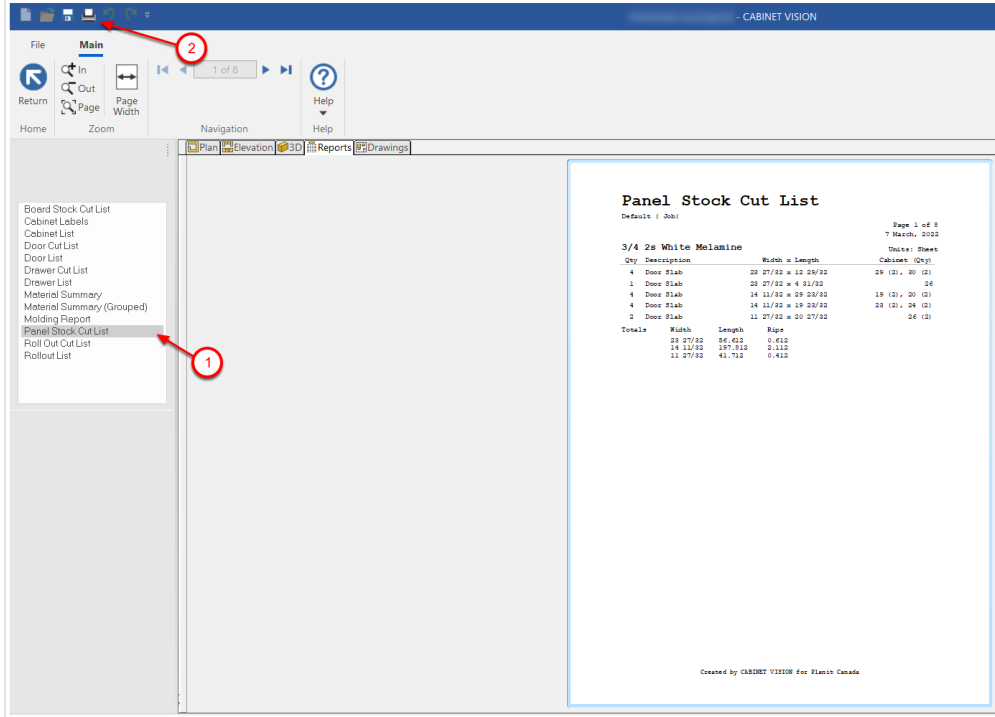 - CABINET VISION
2
File Main
In
Out
Page
Return
Page
Width
1 of 8
Help
Home Zoom Navigation Help
Plan Elevation 3D Reports Drawings
Board Stock Cut List
Cabinet Labels
Cabinet List
Door Cut List
Door List
Drawer Cut List
Drawer List
Material Summary
Material Summary (Grouped)
Molding Report
Panel Stock Cut List
Roll Out Cut List
Rollout List
1
Panel Stock Cut List
Default ( Job)
Page 1 of 8
7 March, 2022
3/4 2s White Melamine Units: Sheet
Qty Description Width x Length Cabinet (Qty)
4 Door Slab 23 27/32 x 12 29/32 29 (2), 30 (2)
1 Door Slab 23 27/32 x 4 31/32 26
4 Door Slab 14 11/32 x 29 23/32 19 (2), 20 (2)
4 Door Slab 14 11/32 x 19 23/32 23 (2), 24 (2)
2 Door Slab 11 27/32 x 20 27/32 26 (2)
Totals Width Length Rips
23 27/32 56.612 0.612
14 11/32 197.812 2.112
11 27/32 41.712 0.412
Created by CABINET VISION for Planit Canada